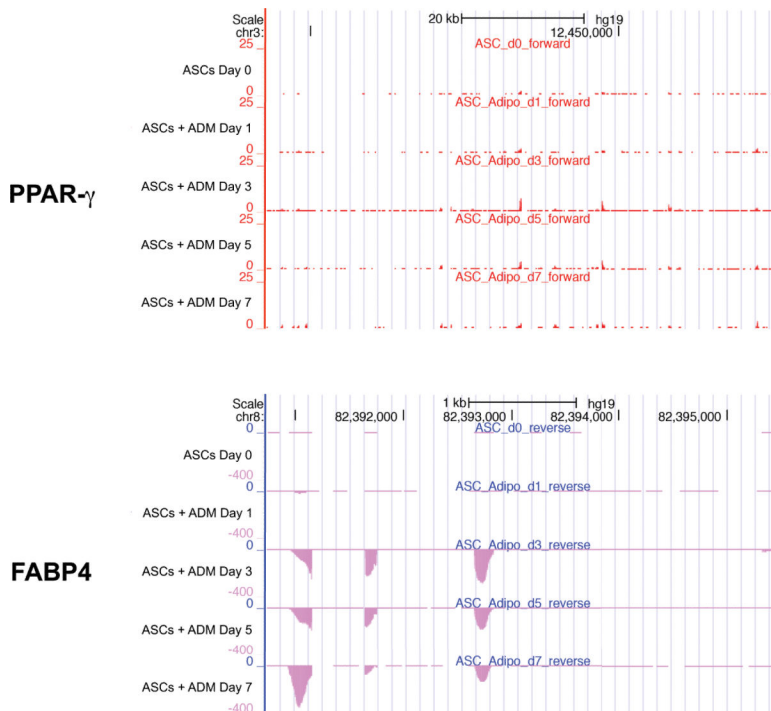 Scale 20 kb hg19
chr3: 12,450,000
25 ASC_d0_forward
ASCs Day 0
0
25 ASC_Adipo_d1_forward
ASCs + ADM Day 1
0
25 ASC_Adipo_d3_forward
PPAR-γ ASCs + ADM Day 3
0
25 ASC_Adipo_d5_forward
ASCs + ADM Day 5
0
25 ASC_Adipo_d7_forward
ASCs + ADM Day 7
0
Scale 1 kb hg19
chr8: 82,392,000 82,393,000 82,394,000 82,395,000
0 ASC_d0_reverse
ASCs Day 0
-400
0 ASC_Adipo_d1_reverse
ASCs + ADM Day 1
-400
0 ASC_Adipo_d3_reverse
FABP4 ASCs + ADM Day 3
-400
0 ASC_Adipo_d5_reverse
ASCs + ADM Day 5
-400
0 ASC_Adipo_d7_reverse
ASCs + ADM Day 7
-400